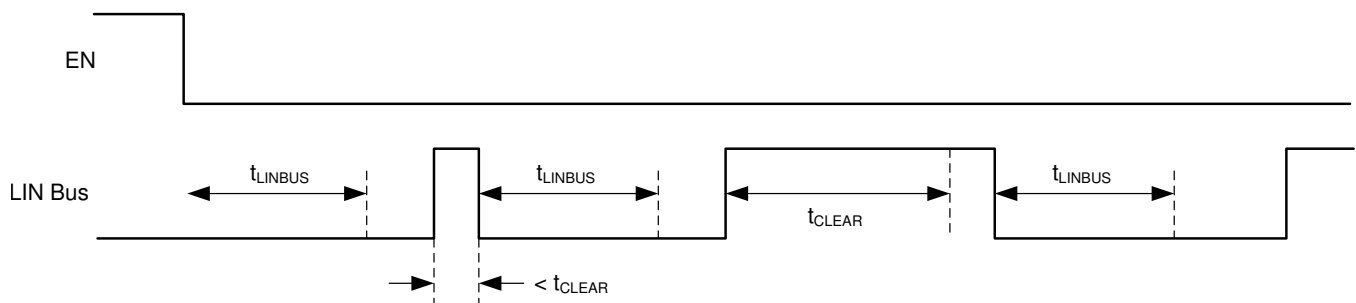 EN
LIN Bus
tLINBUS
tLINBUS
tCLEAR
tLINBUS
< tCLEAR